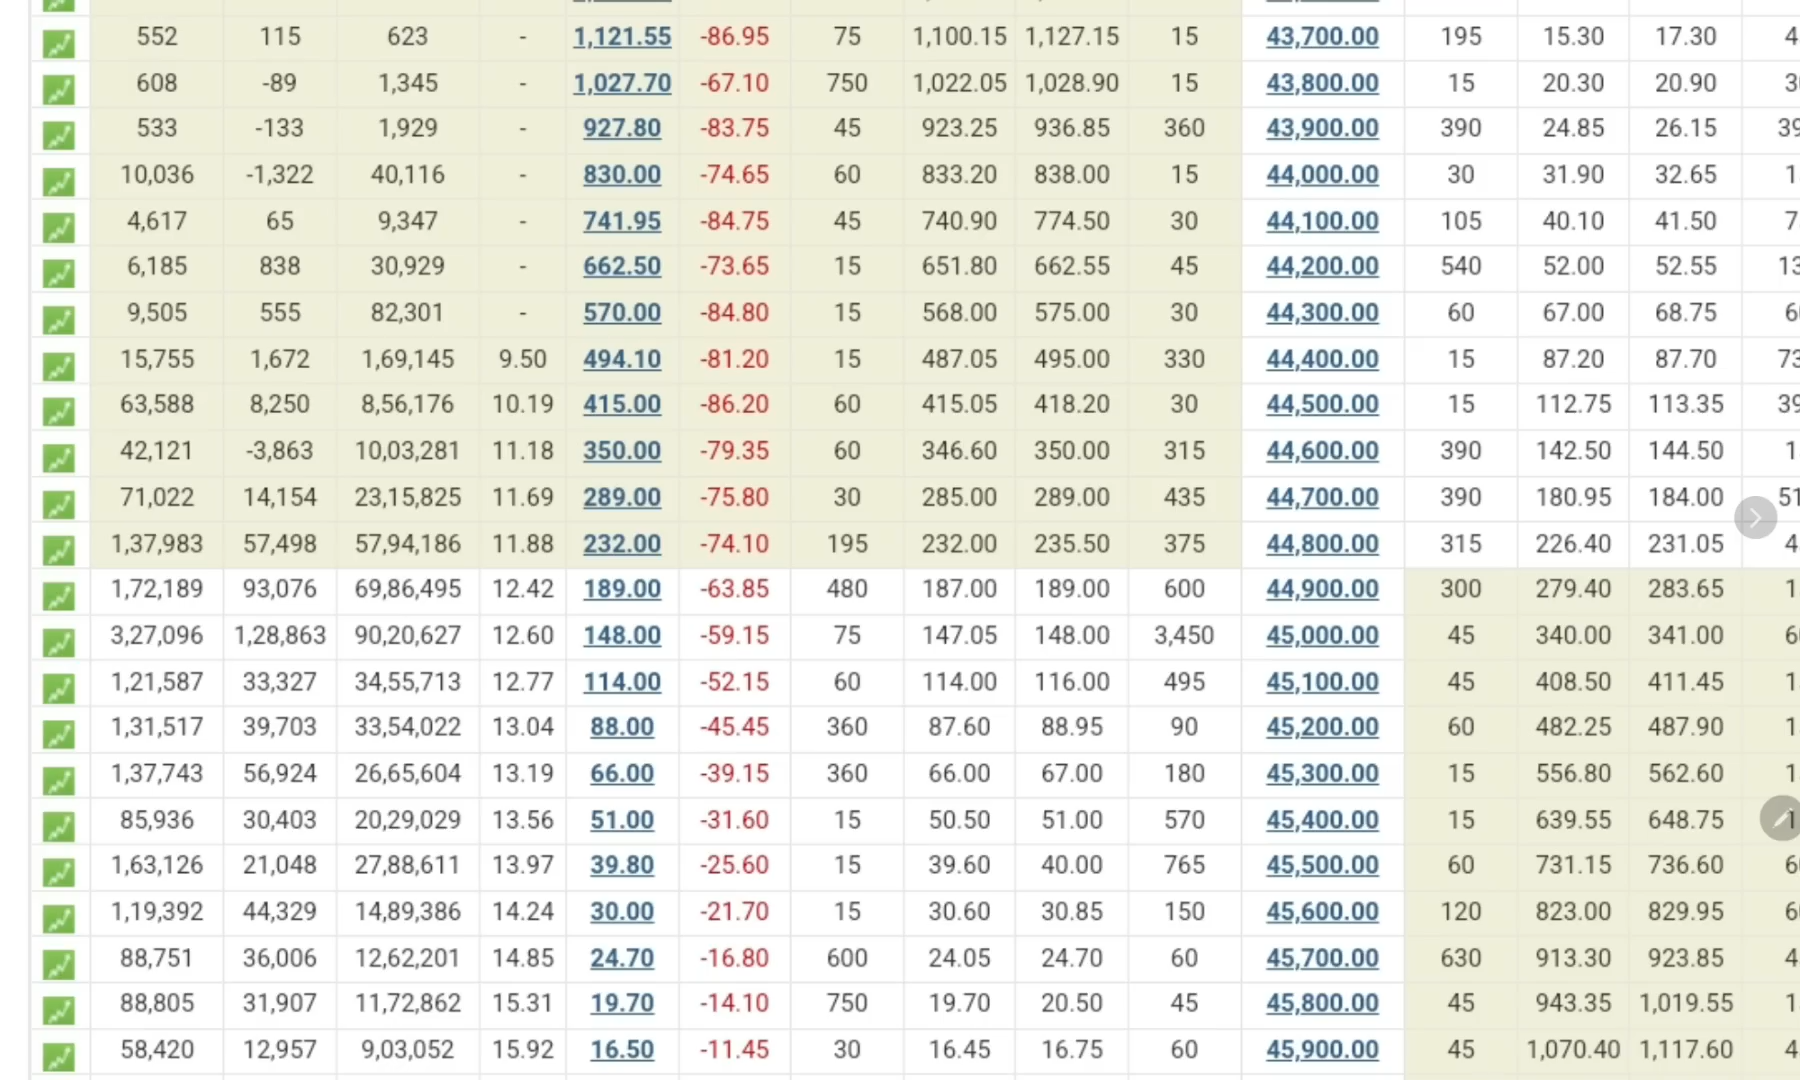 552 115 623 - 1,121.55 -86.95 75 1,100.15 1,127.15 15 43,700.00 195 15.30 17.30
608 -89 1,345 - 1,027.70 -67.10 750 1,022.05 1,028.90 15 43,800.00 15 20.30 20.90
533 -133 1,929 - 927.80 -83.75 45 923.25 936.85 360 43,900.00 390 24.85 26.15
10,036 -1,322 40,116 - 830.00 -74.65 60 833.20 838.00 15 44,000.00 30 31.90 32.65
4,617 65 9,347 - 741.95 -84.75 45 740.90 774.50 30 44,100.00 105 40.10 41.50
6,185 838 30,929 - 662.50 -73.65 15 651.80 662.55 45 44,200.00 540 52.00 52.55
9,505 555 82,301 - 570.00 -84.80 15 568.00 575.00 30 44,300.00 60 67.00 68.75
15,755 1,672 1,69,145 9.50 494.10 -81.20 15 487.05 495.00 330 44,400.00 15 87.20 87.70
63,588 8,250 8,56,176 10.19 415.00 -86.20 60 415.05 418.20 30 44,500.00 15 112.75 113.35
42,121 -3,863 10,03,281 11.18 350.00 -79.35 60 346.60 350.00 315 44,600.00 390 142.50 144.50
71,022 14,154 23,15,825 11.69 289.00 -75.80 30 285.00 289.00 435 44,700.00 390 180.95 184.00
1,37,983 57,498 57,94,186 11.88 232.00 -74.10 195 232.00 235.50 375 44,800.00 315 226.40 231.05
1,72,189 93,076 69,86,495 12.42 189.00 -63.85 480 187.00 189.00 600 44,900.00 300 279.40 283.65
3,27,096 1,28,863 90,20,627 12.60 148.00 -59.15 75 147.05 148.00 3,450 45,000.00 45 340.00 341.00
1,21,587 33,327 34,55,713 12.77 114.00 -52.15 60 114.00 116.00 495 45,100.00 45 408.50 411.45
1,31,517 39,703 33,54,022 13.04 88.00 -45.45 360 87.60 88.95 90 45,200.00 60 482.25 487.90
1,37,743 56,924 26,65,604 13.19 66.00 -39.15 360 66.00 67.00 180 45,300.00 15 556.80 562.60
85,936 30,403 20,29,029 13.56 51.00 -31.60 15 50.50 51.00 570 45,400.00 15 639.55 648.75
1,63,126 21,048 27,88,611 13.97 39.80 -25.60 15 39.60 40.00 765 45,500.00 60 731.15 736.60
1,19,392 44,329 14,89,386 14.24 30.00 -21.70 15 30.60 30.85 150 45,600.00 120 823.00 829.95
88,751 36,006 12,62,201 14.85 24.70 -16.80 600 24.05 24.70 60 45,700.00 630 913.30 923.85
88,805 31,907 11,72,862 15.31 19.70 -14.10 750 19.70 20.50 45 45,800.00 45 943.35 1,019.55
58,420 12,957 9,03,052 15.92 16.50 -11.45 30 16.45 16.75 60 45,900.00 45 1,070.40 1,117.60